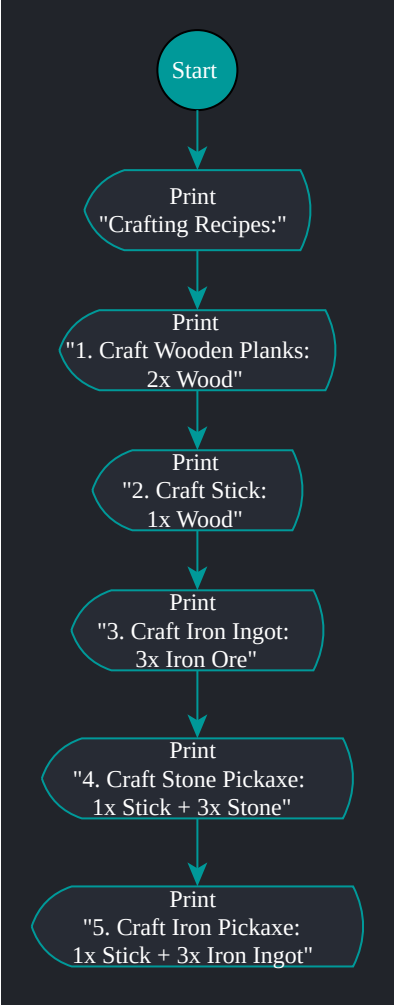 Start
Print
"Crafting Recipes:"
Print
"1. Craft Wooden Planks:
2x Wood"
Print
"2. Craft Stick:
1x Wood"
Print
"3. Craft Iron Ingot:
3x Iron Ore"
Print
"4. Craft Stone Pickaxe:
1x Stick + 3x Stone"
Print
"5. Craft Iron Pickaxe:
1x Stick + 3x Iron Ingot"